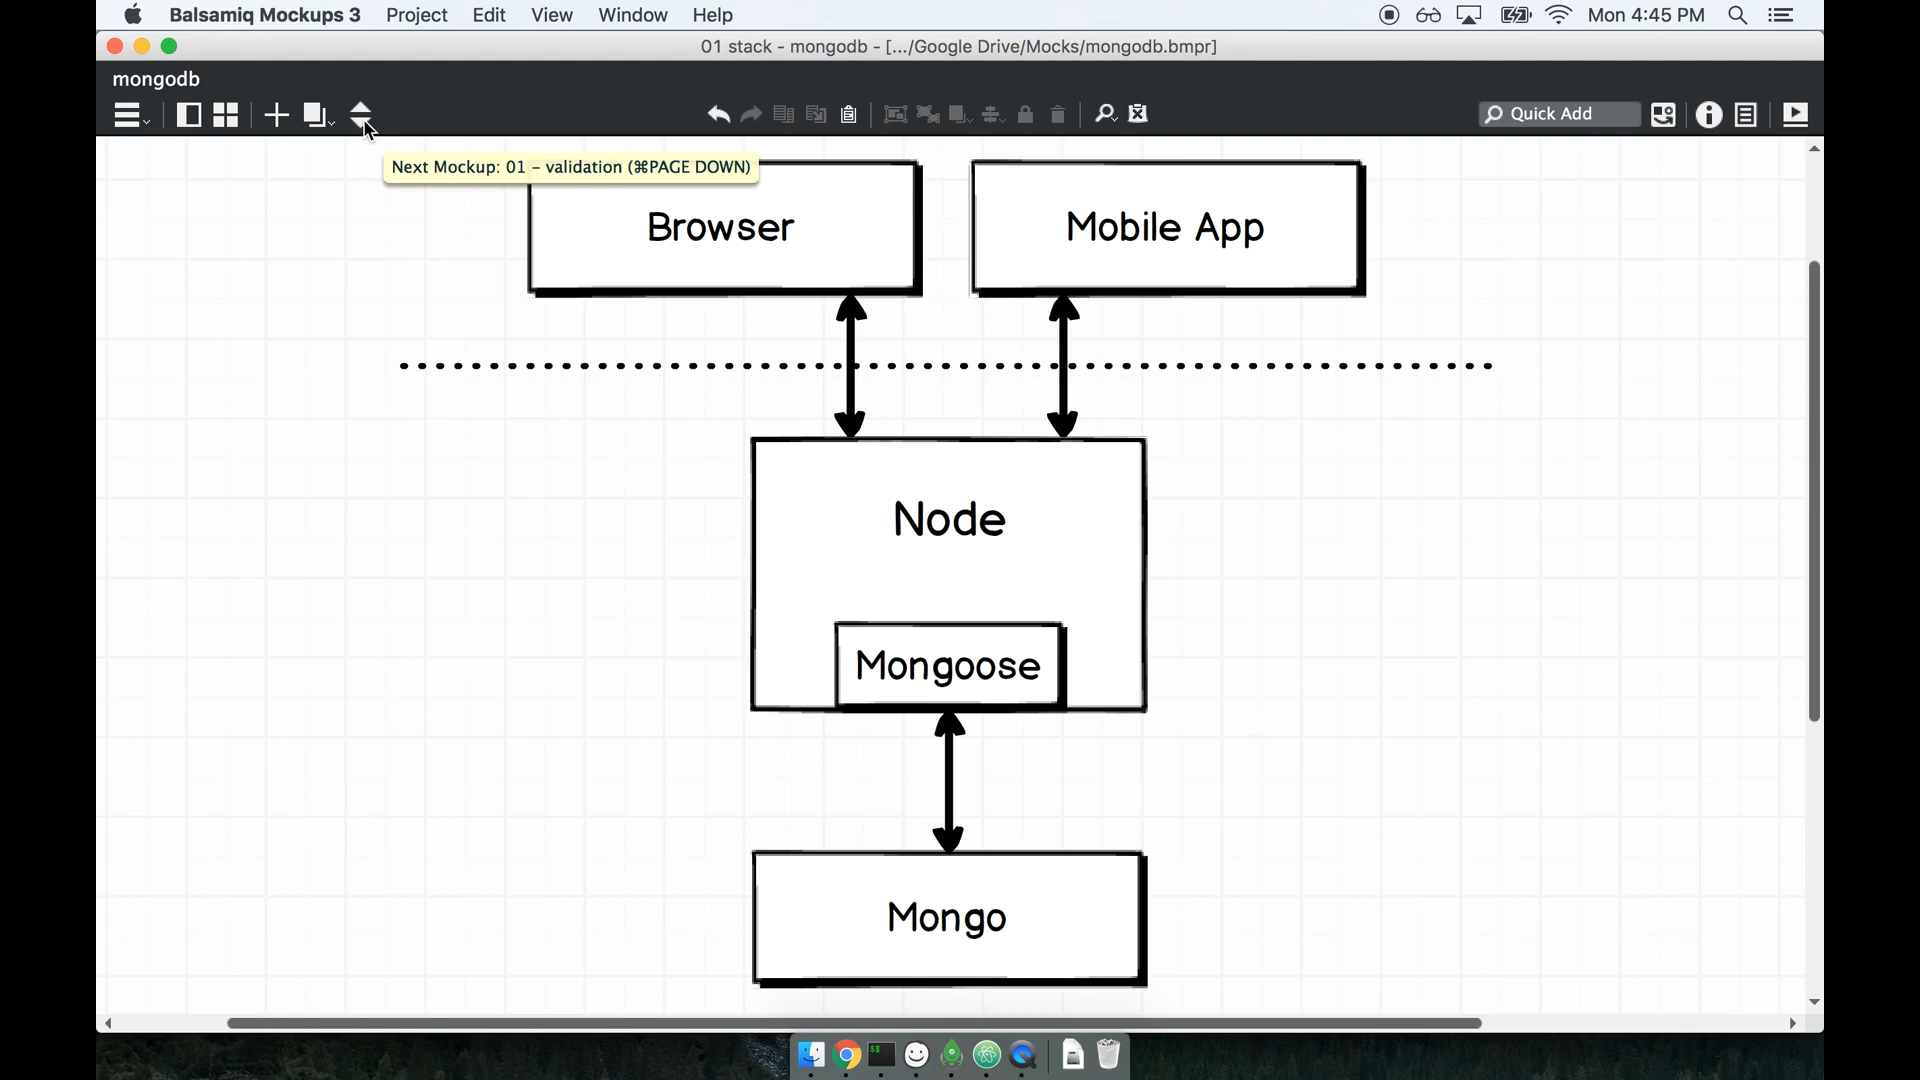 Balsamiq Mockups 3 Project Edit View Window Help Mon 4:45 PM
01 stack - mongodb - [.../Google Drive/Mocks/mongodb.bmpr]
mongodb
Quick Add
Next Mockup: 01 - validation (⌘PAGE DOWN)
Browser
Mobile App
Node
Mongoose
Mongo